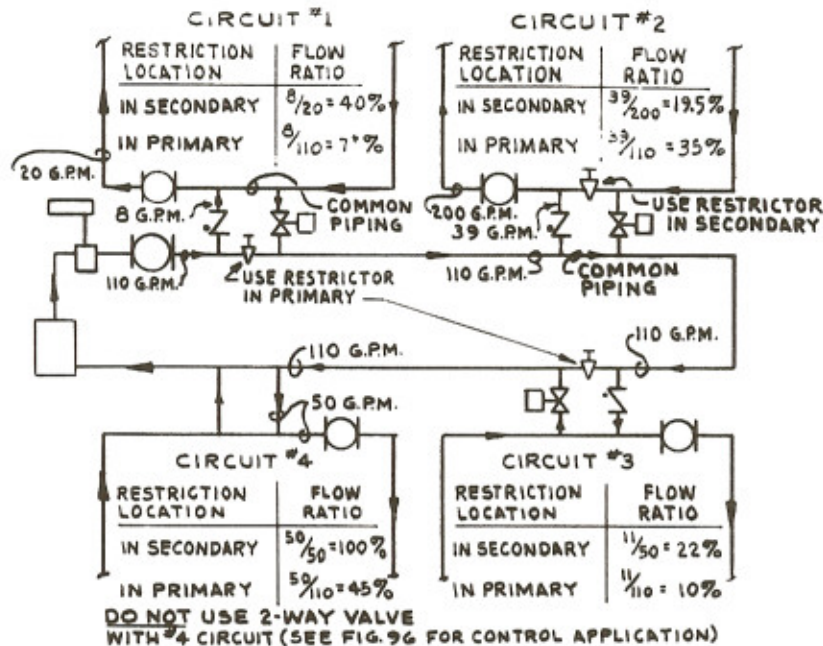 CIRCUIT #1
RESTRICTION LOCATION FLOW RATIO
IN SECONDARY 8/20 = 40%
IN PRIMARY 8/110 = 7+%
CIRCUIT #2
RESTRICTION LOCATION FLOW RATIO
IN SECONDARY 39/200 = 19.5%
IN PRIMARY 39/110 = 35%
20 G.P.M.
8 G.P.M.
COMMON PIPING
200 G.P.M.
39 G.P.M.
USE RESTRICTOR IN SECONDARY
110 G.P.M.
USE RESTRICTOR IN PRIMARY
110 G.P.M.
COMMON PIPING
110 G.P.M.
110 G.P.M.
50 G.P.M.
CIRCUIT #4
RESTRICTION LOCATION FLOW RATIO
IN SECONDARY 50/50 = 100%
IN PRIMARY 50/110 = 45%
CIRCUIT #3
RESTRICTION LOCATION FLOW RATIO
IN SECONDARY 11/50 = 22%
IN PRIMARY 11/110 = 10%
DO NOT USE 2-WAY VALVE
WITH #4 CIRCUIT (SEE FIG. 96 FOR CONTROL APPLICATION)